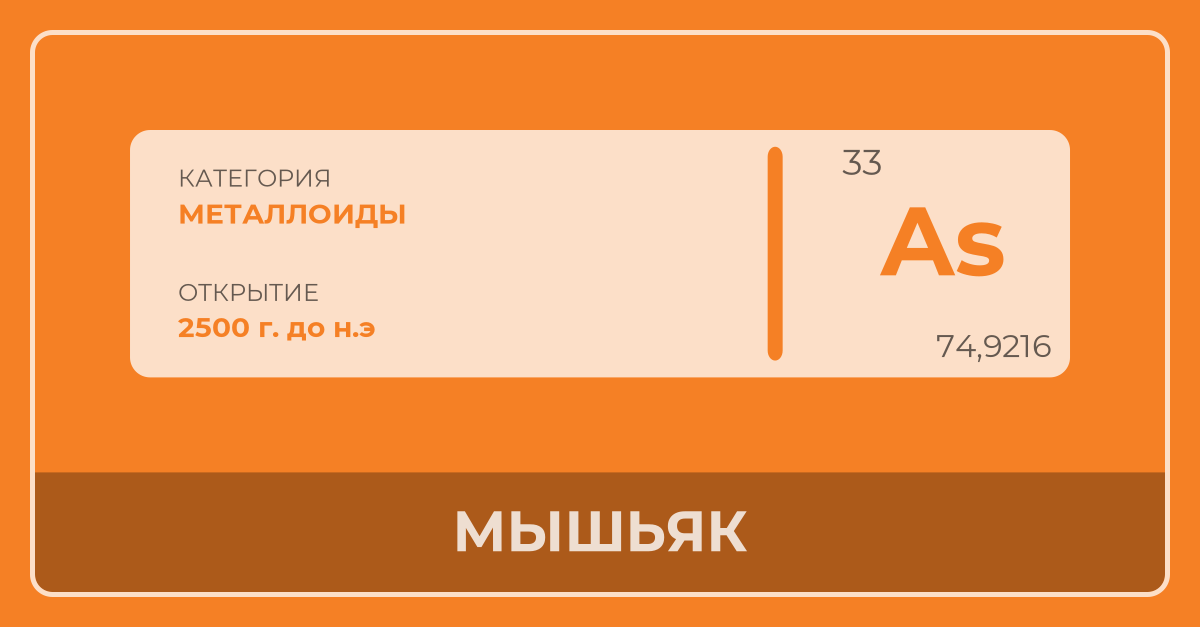 КАТЕГОРИЯ
МЕТАЛЛОИДЫ
ОТКРЫТИЕ
2500 г. до н.э
33
As
74,9216
МЫШЬЯК